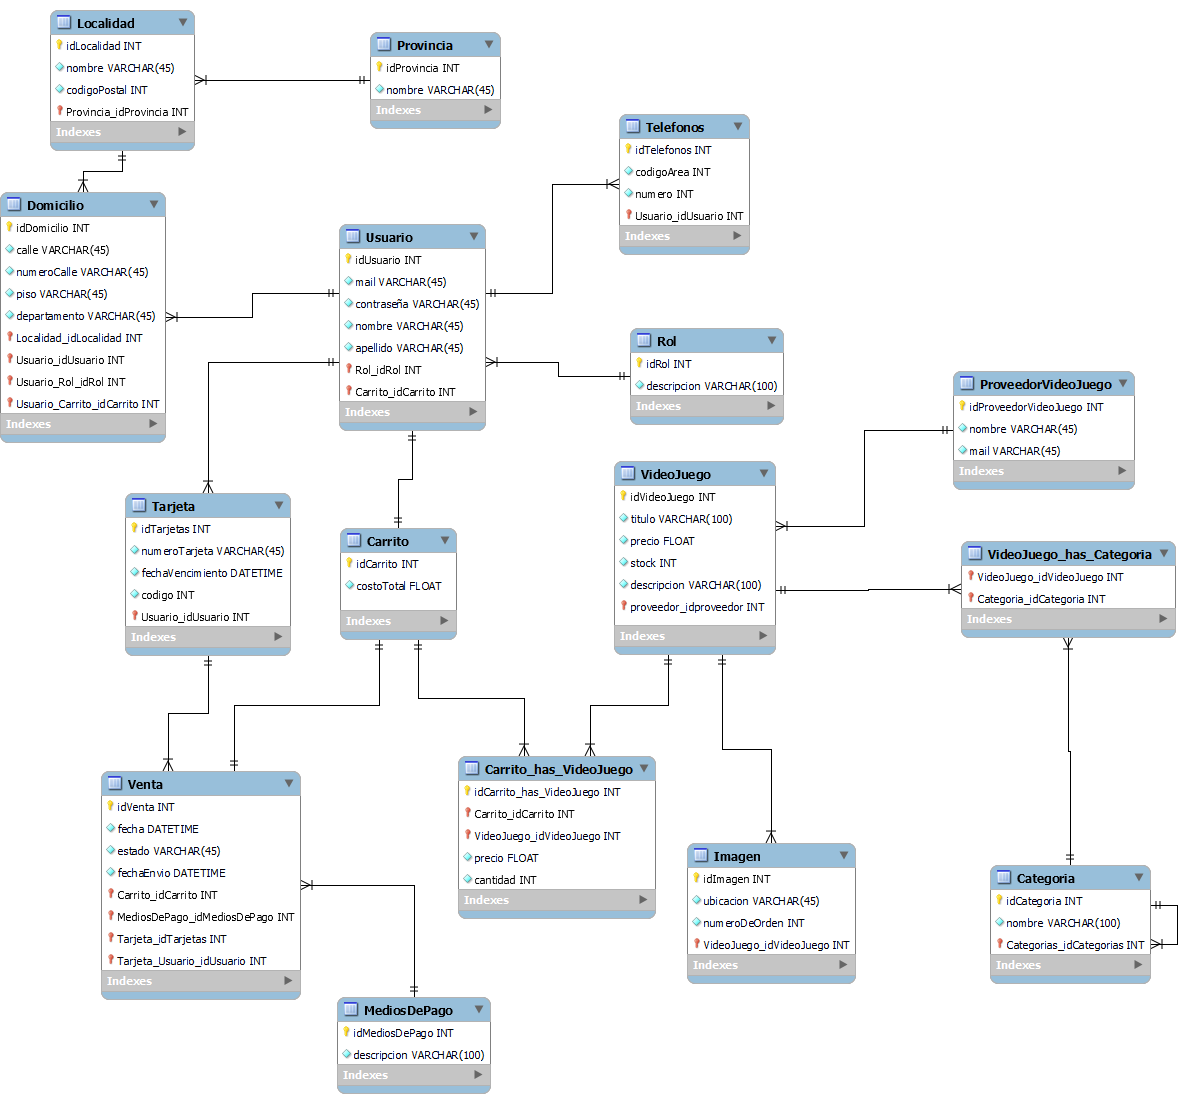 Localidad
idLocalidad INT
nombre VARCHAR(45)
codigoPostal INT
Provincia_idProvincia INT
Indexes
Provincia
idProvincia INT
nombre VARCHAR(45)
Indexes
Telefonos
idTelefonos INT
codigoArea INT
numero INT
Usuario_idUsuario INT
Indexes
Domicilio
idDomicilio INT
calle VARCHAR(45)
numeroCalle VARCHAR(45)
piso VARCHAR(45)
departamento VARCHAR(45)
Localidad_idLocalidad INT
Usuario_idUsuario INT
Usuario_Rol_idRol INT
Usuario_Carrito_idCarrito INT
Indexes
Usuario
idUsuario INT
mail VARCHAR(45)
contraseña VARCHAR(45)
nombre VARCHAR(45)
apellido VARCHAR(45)
Rol_idRol INT
Carrito_idCarrito INT
Indexes
Rol
idRol INT
descripcion VARCHAR(100)
Indexes
ProveedorVideoJuego
idProveedorVideoJuego INT
nombre VARCHAR(45)
mail VARCHAR(45)
Indexes
VideoJuego
idVideoJuego INT
titulo VARCHAR(100)
precio FLOAT
stock INT
descripcion VARCHAR(100)
proveedor_idproveedor INT
Indexes
Tarjeta
idTarjetas INT
numeroTarjeta VARCHAR(45)
fechaVencimiento DATETIME
codigo INT
Usuario_idUsuario INT
Indexes
Carrito
idCarrito INT
costoTotal FLOAT
Indexes
VideoJuego_has_Categoria
VideoJuego_idVideoJuego INT
Categoria_idCategoria INT
Indexes
Venta
idVenta INT
fecha DATETIME
estado VARCHAR(45)
fechaEnvio DATETIME
Carrito_idCarrito INT
MediosDePago_idMediosDePago INT
Tarjeta_idTarjetas INT
Tarjeta_Usuario_idUsuario INT
Indexes
Carrito_has_VideoJuego
idCarrito_has_VideoJuego INT
Carrito_idCarrito INT
VideoJuego_idVideoJuego INT
precio FLOAT
cantidad INT
Indexes
Imagen
idImagen INT
ubicacion VARCHAR(45)
numeroDeOrden INT
VideoJuego_idVideoJuego INT
Indexes
Categoria
idCategoria INT
nombre VARCHAR(100)
Categorias_idCategorias INT
Indexes
MediosDePago
idMediosDePago INT
descripcion VARCHAR(100)
Indexes